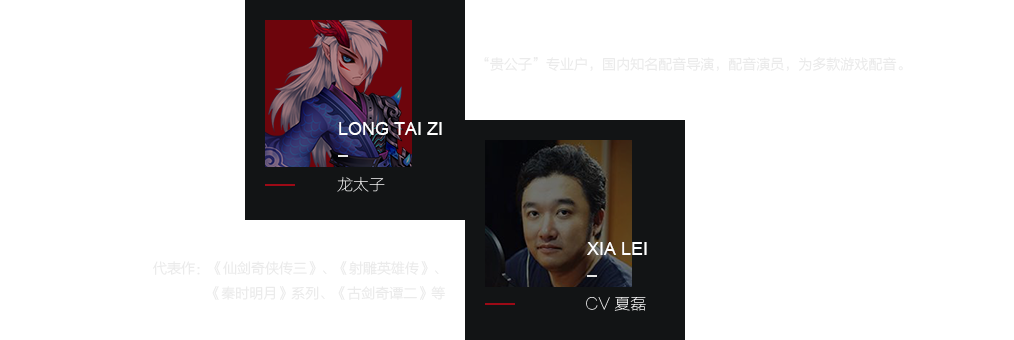 “贵公子”专业户，国内知名配音导演，配音演员，为多款游戏配音。
LONG TAI ZI
龙太子
XIA LEI
CV 夏磊
代表作：《仙剑奇侠传三》、《射雕英雄传》、
《秦时明月》系列、《古剑奇谭二》等